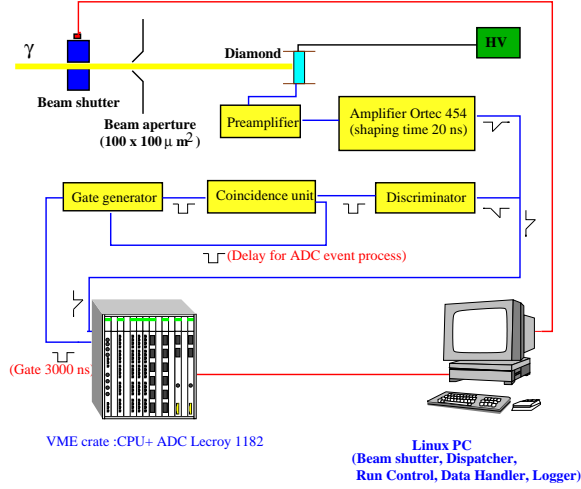 γ
HV
Diamond
Beam shutter
Beam aperture
(100 x 100 μ m2)
Preamplifier
Amplifier Ortec 454
(shaping time 20 ns)
Gate generator
Coincidence unit
Discriminator
(Delay for ADC event process)
(Gate 3000 ns)
VME crate :CPU+ ADC Lecroy 1182
Linux PC
(Beam shutter, Dispatcher,
Run Control, Data Handler, Logger)